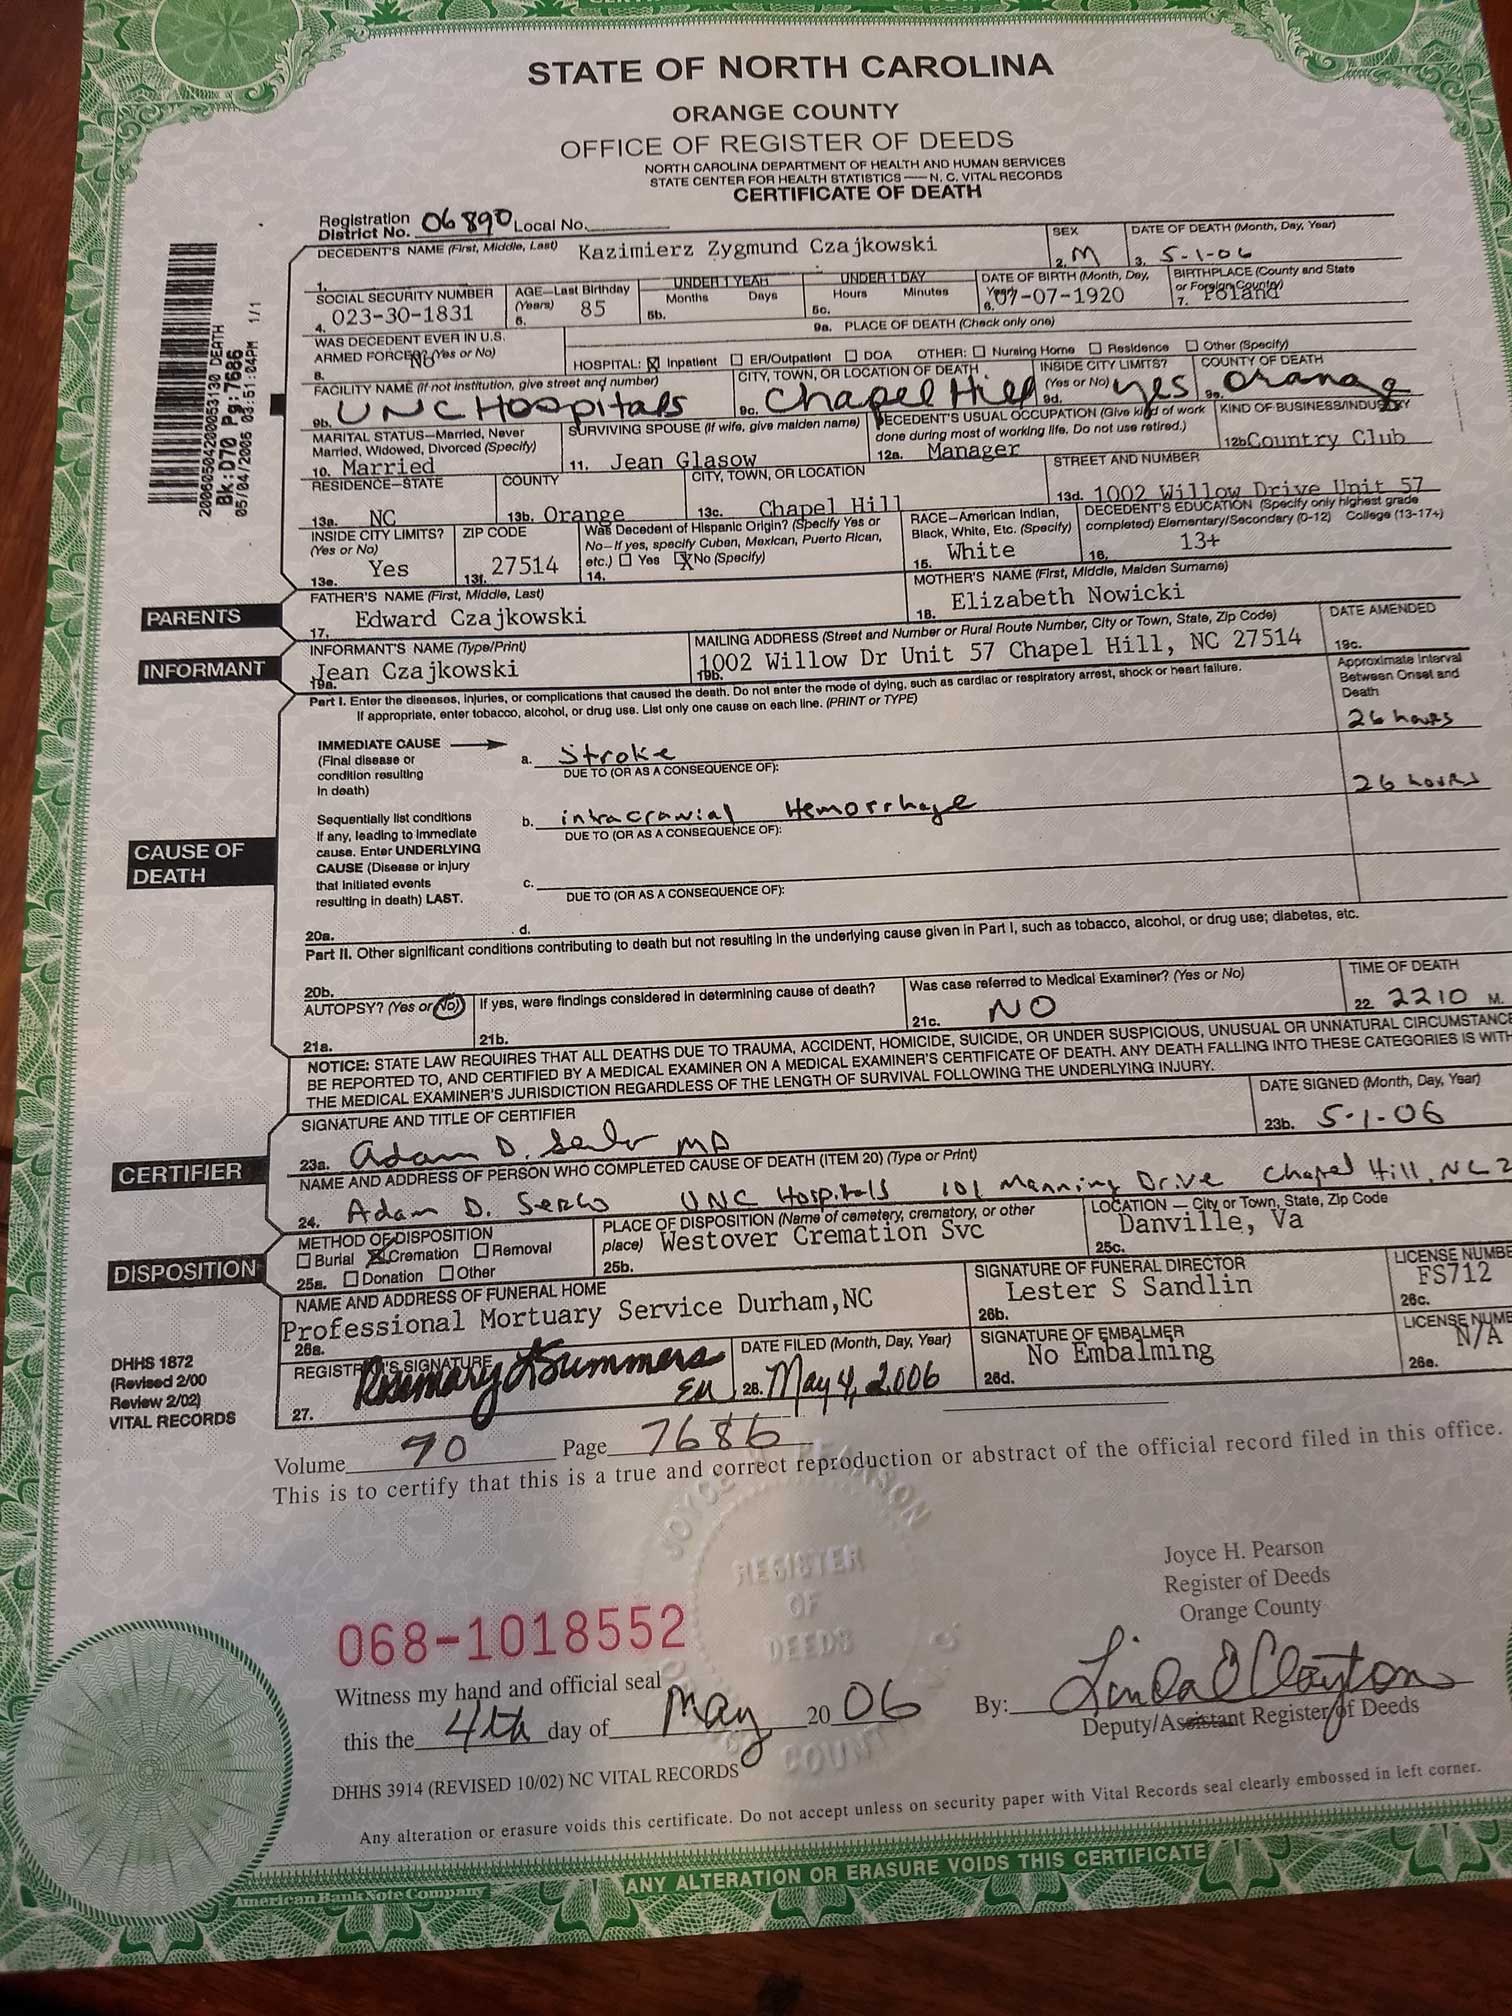 STATE OF NORTH CAROLINA
ORANGE COUNTY
OFFICE OF REGISTER OF DEEDS
NORTH CAROLINA DEPARTMENT OF HEALTH AND HUMAN SERVICES
STATE CENTER FOR HEALTH STATISTICS — N. C. VITAL RECORDS
CERTIFICATE OF DEATH
20060504200053130 DEATH
Bk:D70 Pg:7686
05/04/2006 03:51:04PM 1/1
Registration District No. 06890 Local No.
DECEDENT'S NAME (First, Middle, Last) Kazimierz Zygmund Czajkowski
1.
SEX
2. M
DATE OF DEATH (Month, Day, Year)
3. 5-1-06
SOCIAL SECURITY NUMBER
4. 023-30-1831
AGE—Last Birthday (Years)
5. 85
UNDER 1 YEAR
Months Days
5b.
UNDER 1 DAY
Hours Minutes
5c.
DATE OF BIRTH (Month, Day, Year)
6. 07-07-1920
BIRTHPLACE (County and State or Foreign Country)
7. Poland
WAS DECEDENT EVER IN U.S. ARMED FORCES? (Yes or No)
8. No
9a. PLACE OF DEATH (Check only one)
HOSPITAL: ☒ Inpatient ☐ ER/Outpatient ☐ DOA OTHER: ☐ Nursing Home ☐ Residence ☐ Other (Specify)
FACILITY NAME (If not institution, give street and number)
9b. UNC Hospitals
CITY, TOWN, OR LOCATION OF DEATH
9c. Chapel Hill
INSIDE CITY LIMITS? (Yes or No)
9d. yes
COUNTY OF DEATH
9e. Orange
MARITAL STATUS—Married, Never Married, Widowed, Divorced (Specify)
10. Married
SURVIVING SPOUSE (If wife, give maiden name)
11. Jean Glasow
DECEDENT'S USUAL OCCUPATION (Give kind of work done during most of working life. Do not use retired.)
12a. Manager
KIND OF BUSINESS/INDUSTRY
12b Country Club
RESIDENCE—STATE
13a. NC
COUNTY
13b. Orange
CITY, TOWN, OR LOCATION
13c. Chapel Hill
STREET AND NUMBER
13d. 1002 Willow Drive Unit 57
INSIDE CITY LIMITS? (Yes or No)
13e. Yes
ZIP CODE
13f. 27514
Was Decedent of Hispanic Origin? (Specify Yes or No—If yes, specify Cuban, Mexican, Puerto Rican, etc.) ☐ Yes ☒ No (Specify)
14.
RACE—American Indian, Black, White, Etc. (Specify)
15. White
DECEDENT'S EDUCATION (Specify only highest grade completed) Elementary/Secondary (0-12) College (13-17+)
16. 13+
PARENTS
FATHER'S NAME (First, Middle, Last)
17. Edward Czajkowski
MOTHER'S NAME (First, Middle, Maiden Surname)
18. Elizabeth Nowicki
INFORMANT
INFORMANT'S NAME (Type/Print)
19a. Jean Czajkowski
MAILING ADDRESS (Street and Number or Rural Route Number, City or Town, State, Zip Code)
19b. 1002 Willow Dr Unit 57 Chapel Hill, NC 27514
DATE AMENDED
19c.
Part I. Enter the diseases, injuries, or complications that caused the death. Do not enter the mode of dying, such as cardiac or respiratory arrest, shock or heart failure.
If appropriate, enter tobacco, alcohol, or drug use. List only one cause on each line. (PRINT or TYPE)
Approximate Interval Between Onset and Death
CAUSE OF DEATH
IMMEDIATE CAUSE
(Final disease or condition resulting in death)
a. Stroke 26 hours
DUE TO (OR AS A CONSEQUENCE OF):
Sequentially list conditions if any, leading to immediate cause. Enter UNDERLYING CAUSE (Disease or injury that initiated events resulting in death) LAST.
b. intracranial Hemorrhage 26 hours
DUE TO (OR AS A CONSEQUENCE OF):
c.
DUE TO (OR AS A CONSEQUENCE OF):
20a. d.
Part II. Other significant conditions contributing to death but not resulting in the underlying cause given in Part I, such as tobacco, alcohol, or drug use; diabetes, etc.
20b.
AUTOPSY? (Yes or No)
21a.
If yes, were findings considered in determining cause of death?
21b.
Was case referred to Medical Examiner? (Yes or No)
21c. NO
TIME OF DEATH
22. 2210 M.
NOTICE: STATE LAW REQUIRES THAT ALL DEATHS DUE TO TRAUMA, ACCIDENT, HOMICIDE, SUICIDE, OR UNDER SUSPICIOUS, UNUSUAL OR UNNATURAL CIRCUMSTANCE
BE REPORTED TO, AND CERTIFIED BY A MEDICAL EXAMINER ON A MEDICAL EXAMINER'S CERTIFICATE OF DEATH. ANY DEATH FALLING INTO THESE CATEGORIES IS WITH
THE MEDICAL EXAMINER'S JURISDICTION REGARDLESS OF THE LENGTH OF SURVIVAL FOLLOWING THE UNDERLYING INJURY.
CERTIFIER
SIGNATURE AND TITLE OF CERTIFIER
23a. Adam D. MD
DATE SIGNED (Month, Day, Year)
23b. 5-1-06
NAME AND ADDRESS OF PERSON WHO COMPLETED CAUSE OF DEATH (ITEM 20) (Type or Print)
24. Adam D. UNC Hospitals 101 Manning Drive Chapel Hill, NC 2
DISPOSITION
METHOD OF DISPOSITION
☐ Burial ☒ Cremation ☐ Removal
25a. ☐ Donation ☐ Other
PLACE OF DISPOSITION (Name of cemetery, crematory, or other place) Westover Cremation Svc
25b.
LOCATION — City or Town, State, Zip Code
Danville, Va
25c.
NAME AND ADDRESS OF FUNERAL HOME
Professional Mortuary Service Durham,NC
26a.
SIGNATURE OF FUNERAL DIRECTOR
Lester S Sandlin
26b.
LICENSE NUMBE
FS712
26c.
REGISTRAR'S SIGNATURE
27. Rosemary Summers EM
DATE FILED (Month, Day, Year)
28. May 4, 2006
SIGNATURE OF EMBALMER
No Embalming
26d.
LICENSE NUME
N/A
26e.
DHHS 1872
(Revised 2/00
Review 2/02)
VITAL RECORDS
Volume 70 Page 7686
This is to certify that this is a true and correct reproduction or abstract of the official record filed in this office.
JOYCE H. PEARSON
REGISTER OF DEEDS
ORANGE COUNTY N.C.
Joyce H. Pearson
Register of Deeds
Orange County
068-1018552
Witness my hand and official seal
this the 4th day of May 20 06
By: Linda O Clayton
Deputy/Assistant Register of Deeds
DHHS 3914 (REVISED 10/02) NC VITAL RECORDS
Any alteration or erasure voids this certificate. Do not accept unless on security paper with Vital Records seal clearly embossed in left corner.
American Bank Note Company
ANY ALTERATION OR ERASURE VOIDS THIS CERTIFICATE